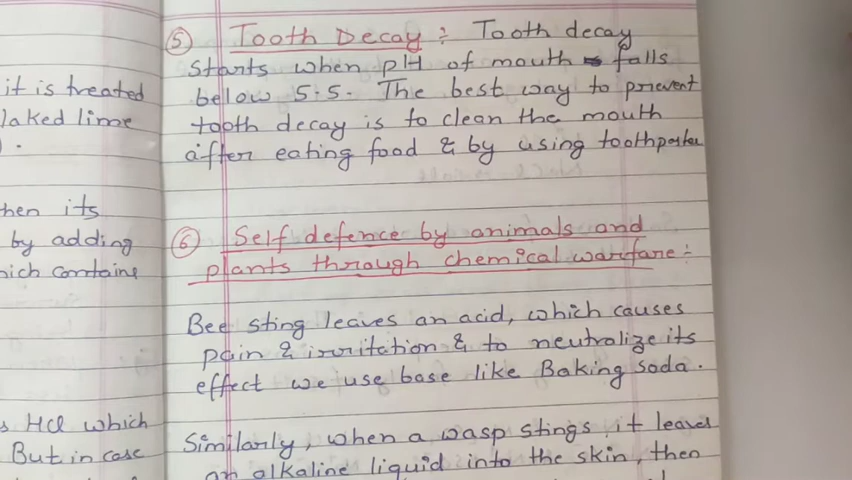 it is treated
laked lime
).
hen its
by adding
hich contains
s HCl which
But in case
⑤ Tooth Decay : Tooth decay
starts when pH of mouth falls
below 5.5. The best way to prevent
tooth decay is to clean the mouth
after eating food & by using toothpastes
⑥ Self defence by animals and
plants through chemical warfare :-
Bee sting leaves an acid, which causes
pain & irritation & to neutralize its
effect we use base like Baking soda.
Similarly, when a wasp stings, it leaves
an alkaline liquid into the skin, then